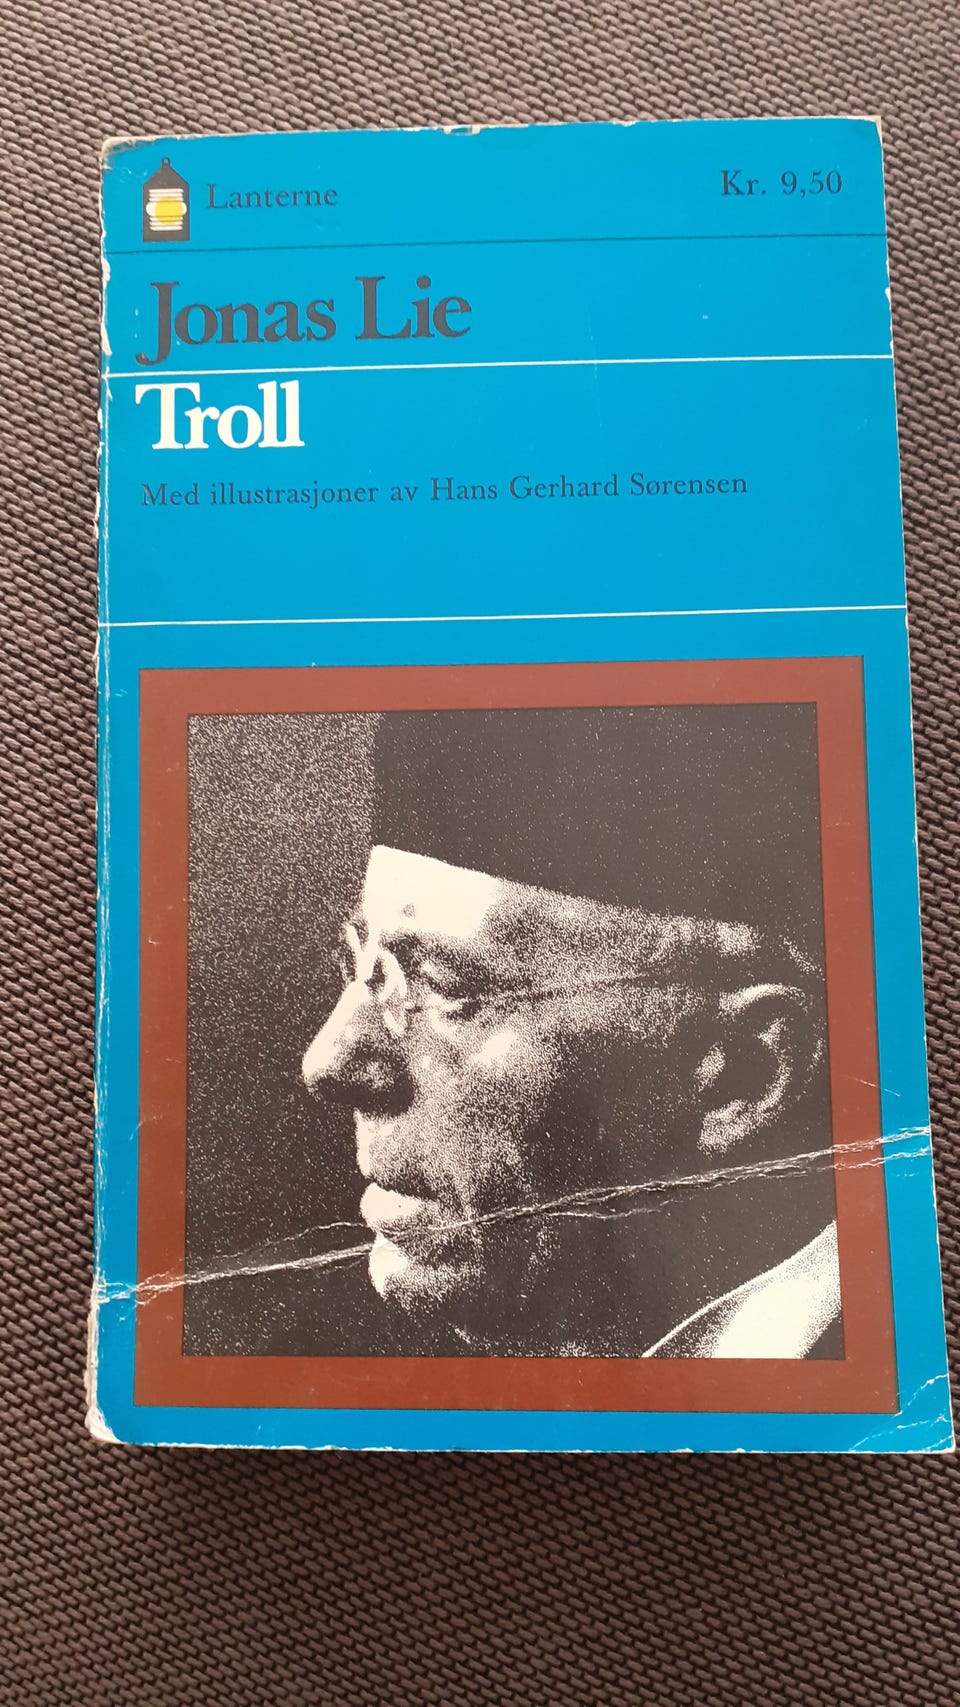 Lanterne
Kr. 9,50
Jonas Lie
Troll
Med illustrasjoner av Hans Gerhard Sørensen